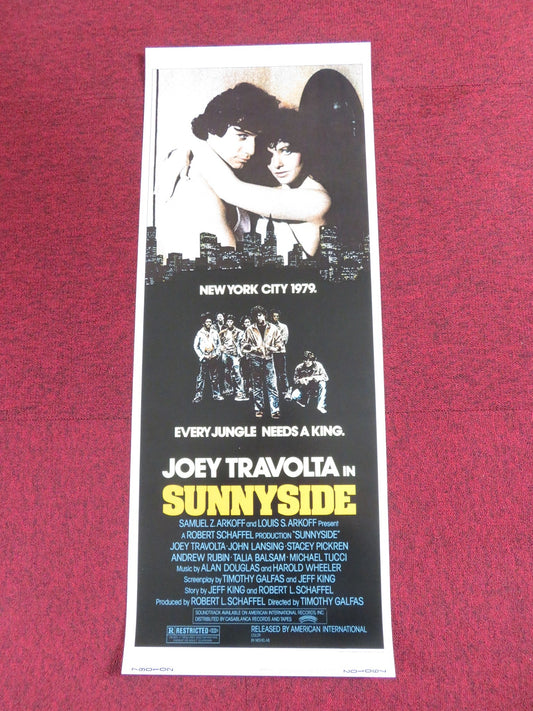 NEW YORK CITY 1979.
EVERY JUNGLE NEEDS A KING.
JOEY TRAVOLTA IN
SUNNYSIDE
SAMUEL Z. ARKOFF and LOUIS S. ARKOFF Present
A ROBERT SCHAFFEL PRODUCTION "SUNNYSIDE"
JOEY TRAVOLTA · JOHN LANSING · STACEY PICKREN
ANDREW RUBIN · TALIA BALSAM · MICHAEL TUCCI
Music by ALAN DOUGLAS and HAROLD WHEELER
Screenplay by TIMOTHY GALFAS and JEFF KING
Story by JEFF KING and ROBERT L. SCHAFFEL
Produced by ROBERT L. SCHAFFEL Directed by TIMOTHY GALFAS
SOUNDTRACK AVAILABLE ON AMERICAN INTERNATIONAL RECORDS, INC.
DISTRIBUTED BY CASABLANCA RECORDS AND TAPES
R RESTRICTED
RELEASED BY AMERICAN INTERNATIONAL
COLOR
BY MOVIELAB